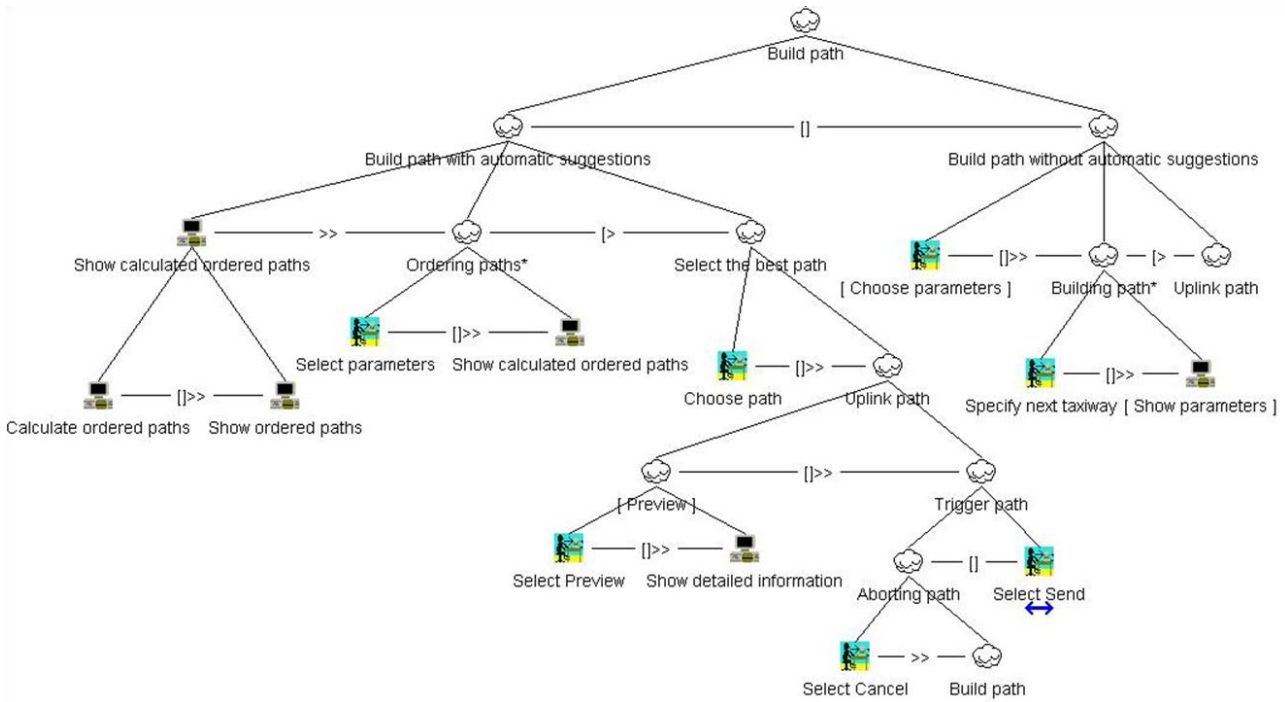 Build path
[]
Build path with automatic suggestions
Build path without automatic suggestions
>>
[>
Show calculated ordered paths
Ordering paths*
Select the best path
[]>>
[>
[ Choose parameters ]
Building path*
Uplink path
[]>>
Select parameters
Show calculated ordered paths
[]>>
[]>>
Choose path
Uplink path
Specify next taxiway
[ Show parameters ]
[]>>
Calculate ordered paths
Show ordered paths
[]>>
[ Preview ]
Trigger path
[]>>
[]
Select Preview
Show detailed information
Aborting path
Select Send
>>
Select Cancel
Build path